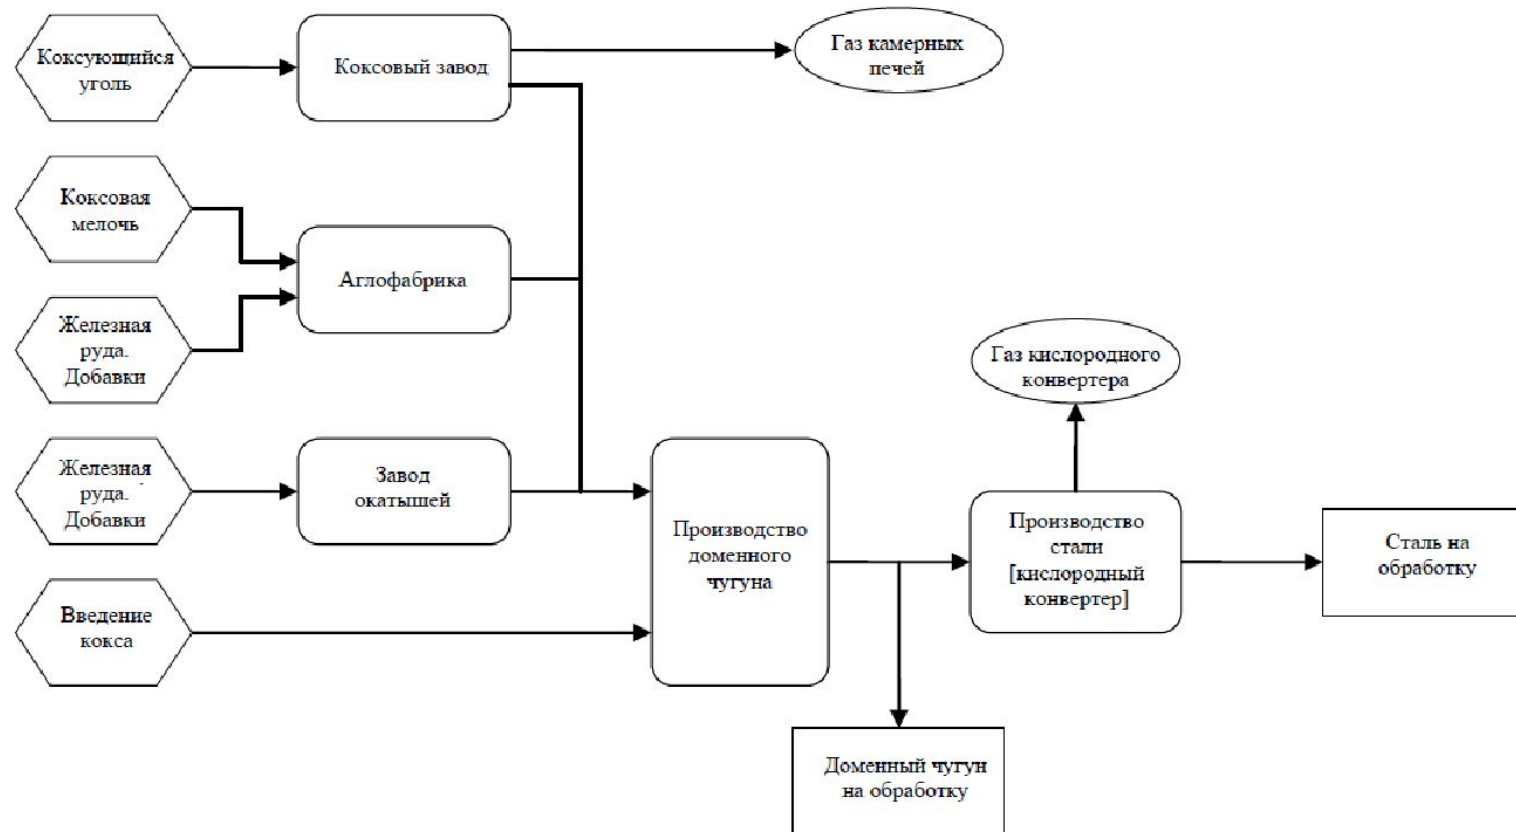 Коксующийся
уголь
Коксовый завод
Газ камерных
печей
Коксовая
мелочь
Аглофабрика
Железная
руда.
Добавки
Газ кислородного
конвертера
Железная
руда.
Добавки
Завод
окатышей
Производство
доменного
чугуна
Производство
стали
[кислородный
конвертер]
Сталь на
обработку
Введение
кокса
Доменный чугун
на обработку